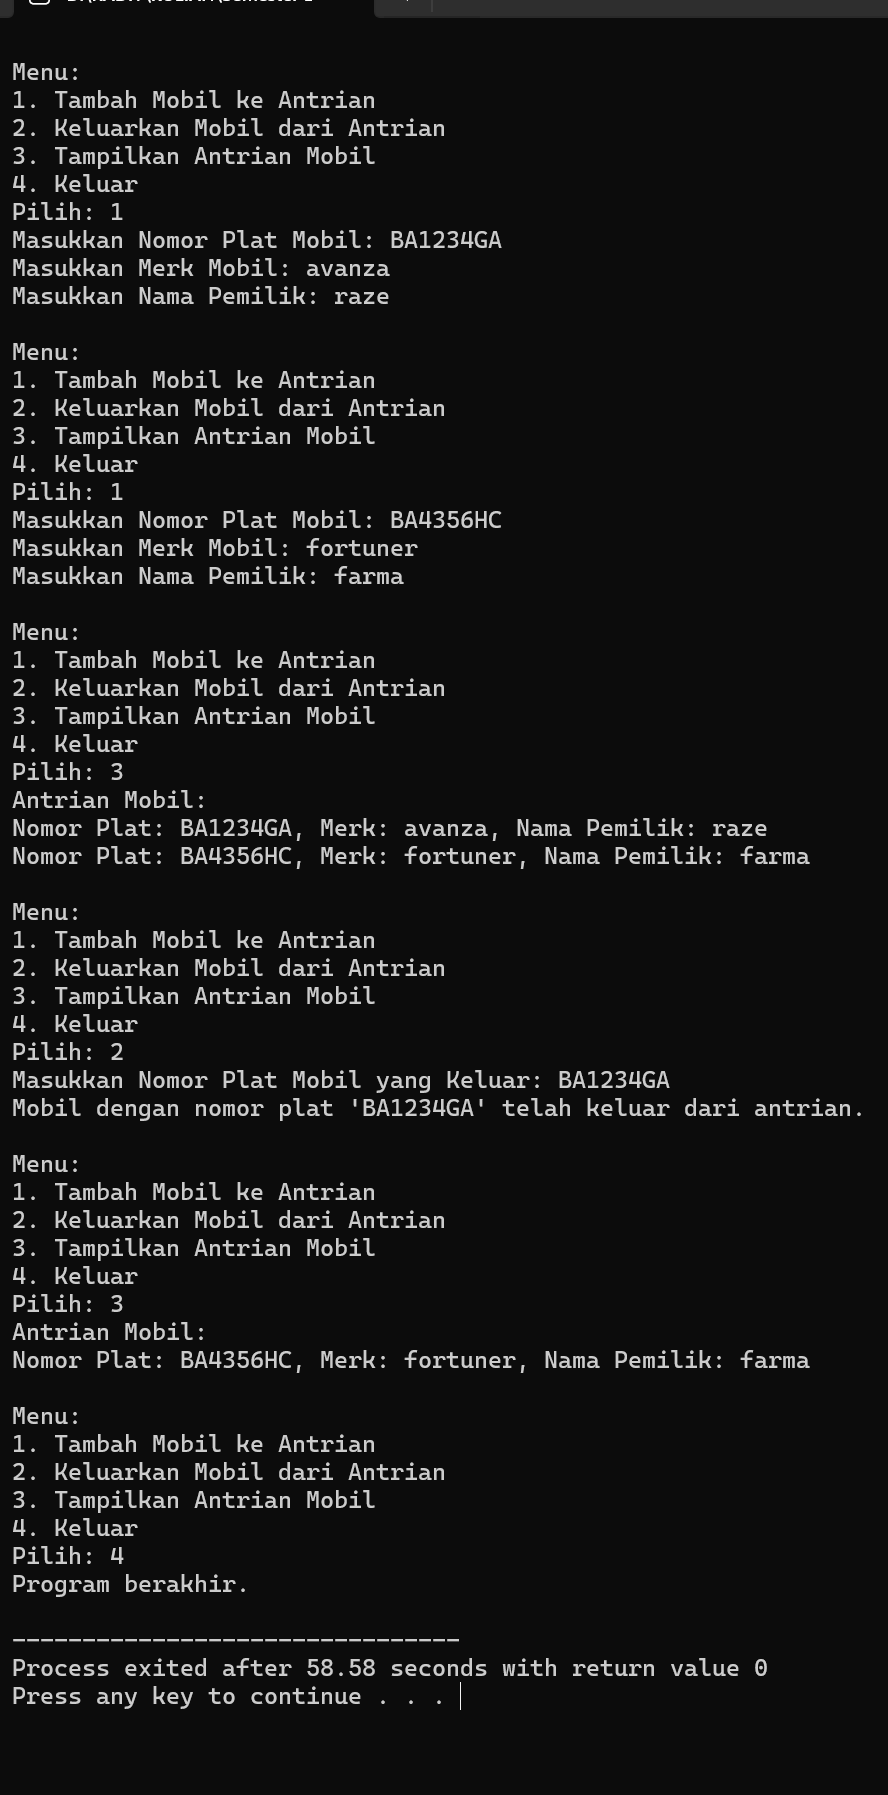 Menu:
1. Tambah Mobil ke Antrian
2. Keluarkan Mobil dari Antrian
3. Tampilkan Antrian Mobil
4. Keluar
Pilih: 1
Masukkan Nomor Plat Mobil: BA1234GA
Masukkan Merk Mobil: avanza
Masukkan Nama Pemilik: raze
Menu:
1. Tambah Mobil ke Antrian
2. Keluarkan Mobil dari Antrian
3. Tampilkan Antrian Mobil
4. Keluar
Pilih: 1
Masukkan Nomor Plat Mobil: BA4356HC
Masukkan Merk Mobil: fortuner
Masukkan Nama Pemilik: farma
Menu:
1. Tambah Mobil ke Antrian
2. Keluarkan Mobil dari Antrian
3. Tampilkan Antrian Mobil
4. Keluar
Pilih: 3
Antrian Mobil:
Nomor Plat: BA1234GA, Merk: avanza, Nama Pemilik: raze
Nomor Plat: BA4356HC, Merk: fortuner, Nama Pemilik: farma
Menu:
1. Tambah Mobil ke Antrian
2. Keluarkan Mobil dari Antrian
3. Tampilkan Antrian Mobil
4. Keluar
Pilih: 2
Masukkan Nomor Plat Mobil yang Keluar: BA1234GA
Mobil dengan nomor plat 'BA1234GA' telah keluar dari antrian.
Menu:
1. Tambah Mobil ke Antrian
2. Keluarkan Mobil dari Antrian
3. Tampilkan Antrian Mobil
4. Keluar
Pilih: 3
Antrian Mobil:
Nomor Plat: BA4356HC, Merk: fortuner, Nama Pemilik: farma
Menu:
1. Tambah Mobil ke Antrian
2. Keluarkan Mobil dari Antrian
3. Tampilkan Antrian Mobil
4. Keluar
Pilih: 4
Program berakhir.
--------------------------------
Process exited after 58.58 seconds with return value 0
Press any key to continue . . .